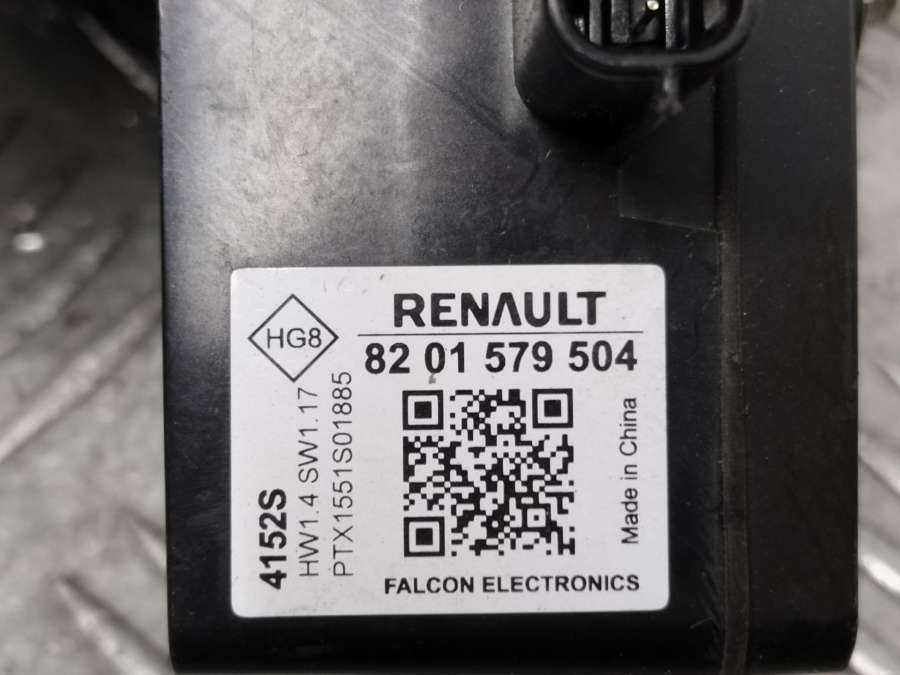 RENAULT
HG8
82 01 579 504
4152S
HW1.4 SW1.17
PTX1551S01885
Made in China
FALCON ELECTRONICS